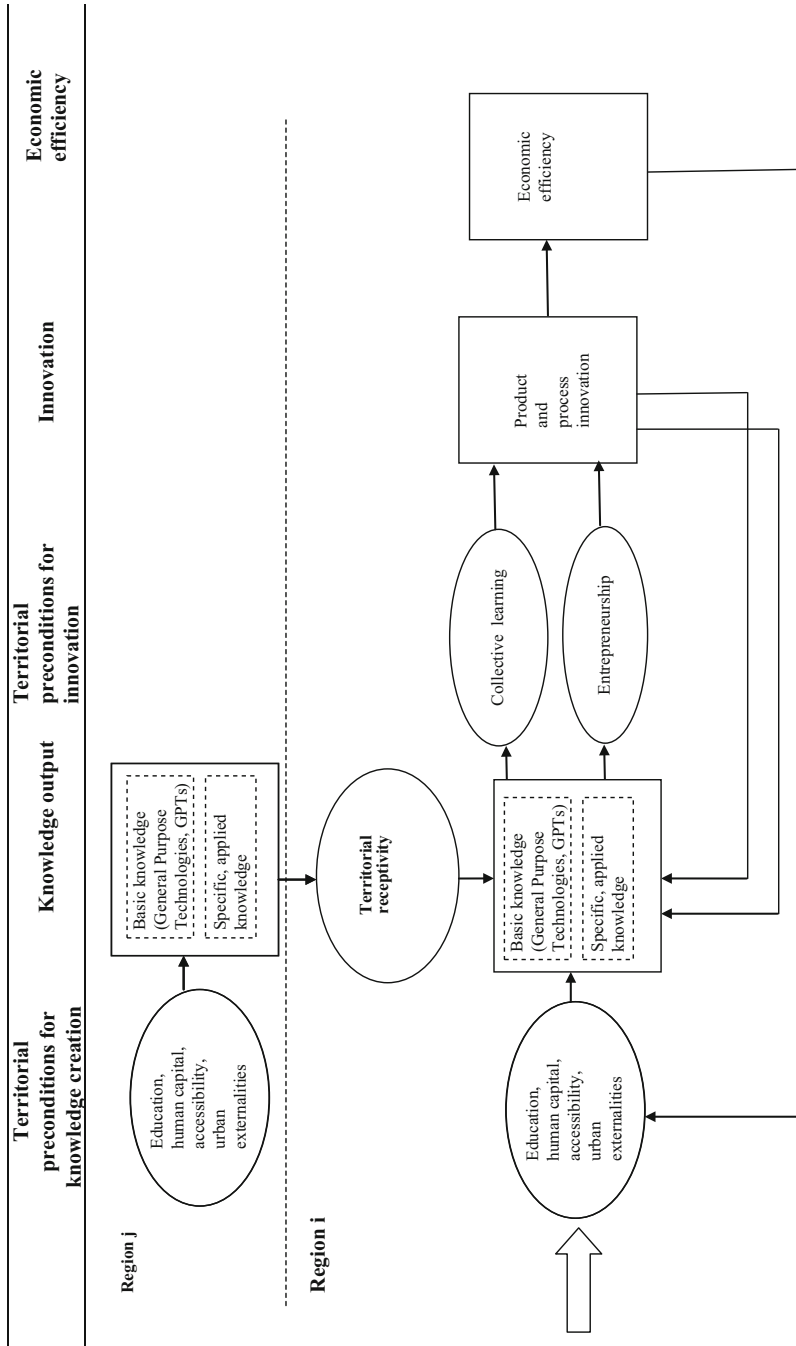 Territorial
preconditions for
knowledge creation
Knowledge output
Territorial
preconditions for
innovation
Innovation
Economic
efficiency
Region j
Education,
human capital,
accessibility,
urban
externalities
Basic knowledge
(General Purpose
Technologies, GPTs)
Specific, applied
knowledge
Region i
Territorial
receptivity
Education,
human capital,
accessibility,
urban
externalities
Basic knowledge
(General Purpose
Technologies, GPTs)
Specific, applied
knowledge
Collective learning
Entrepreneurship
Product
and
process
innovation
Economic
efficiency